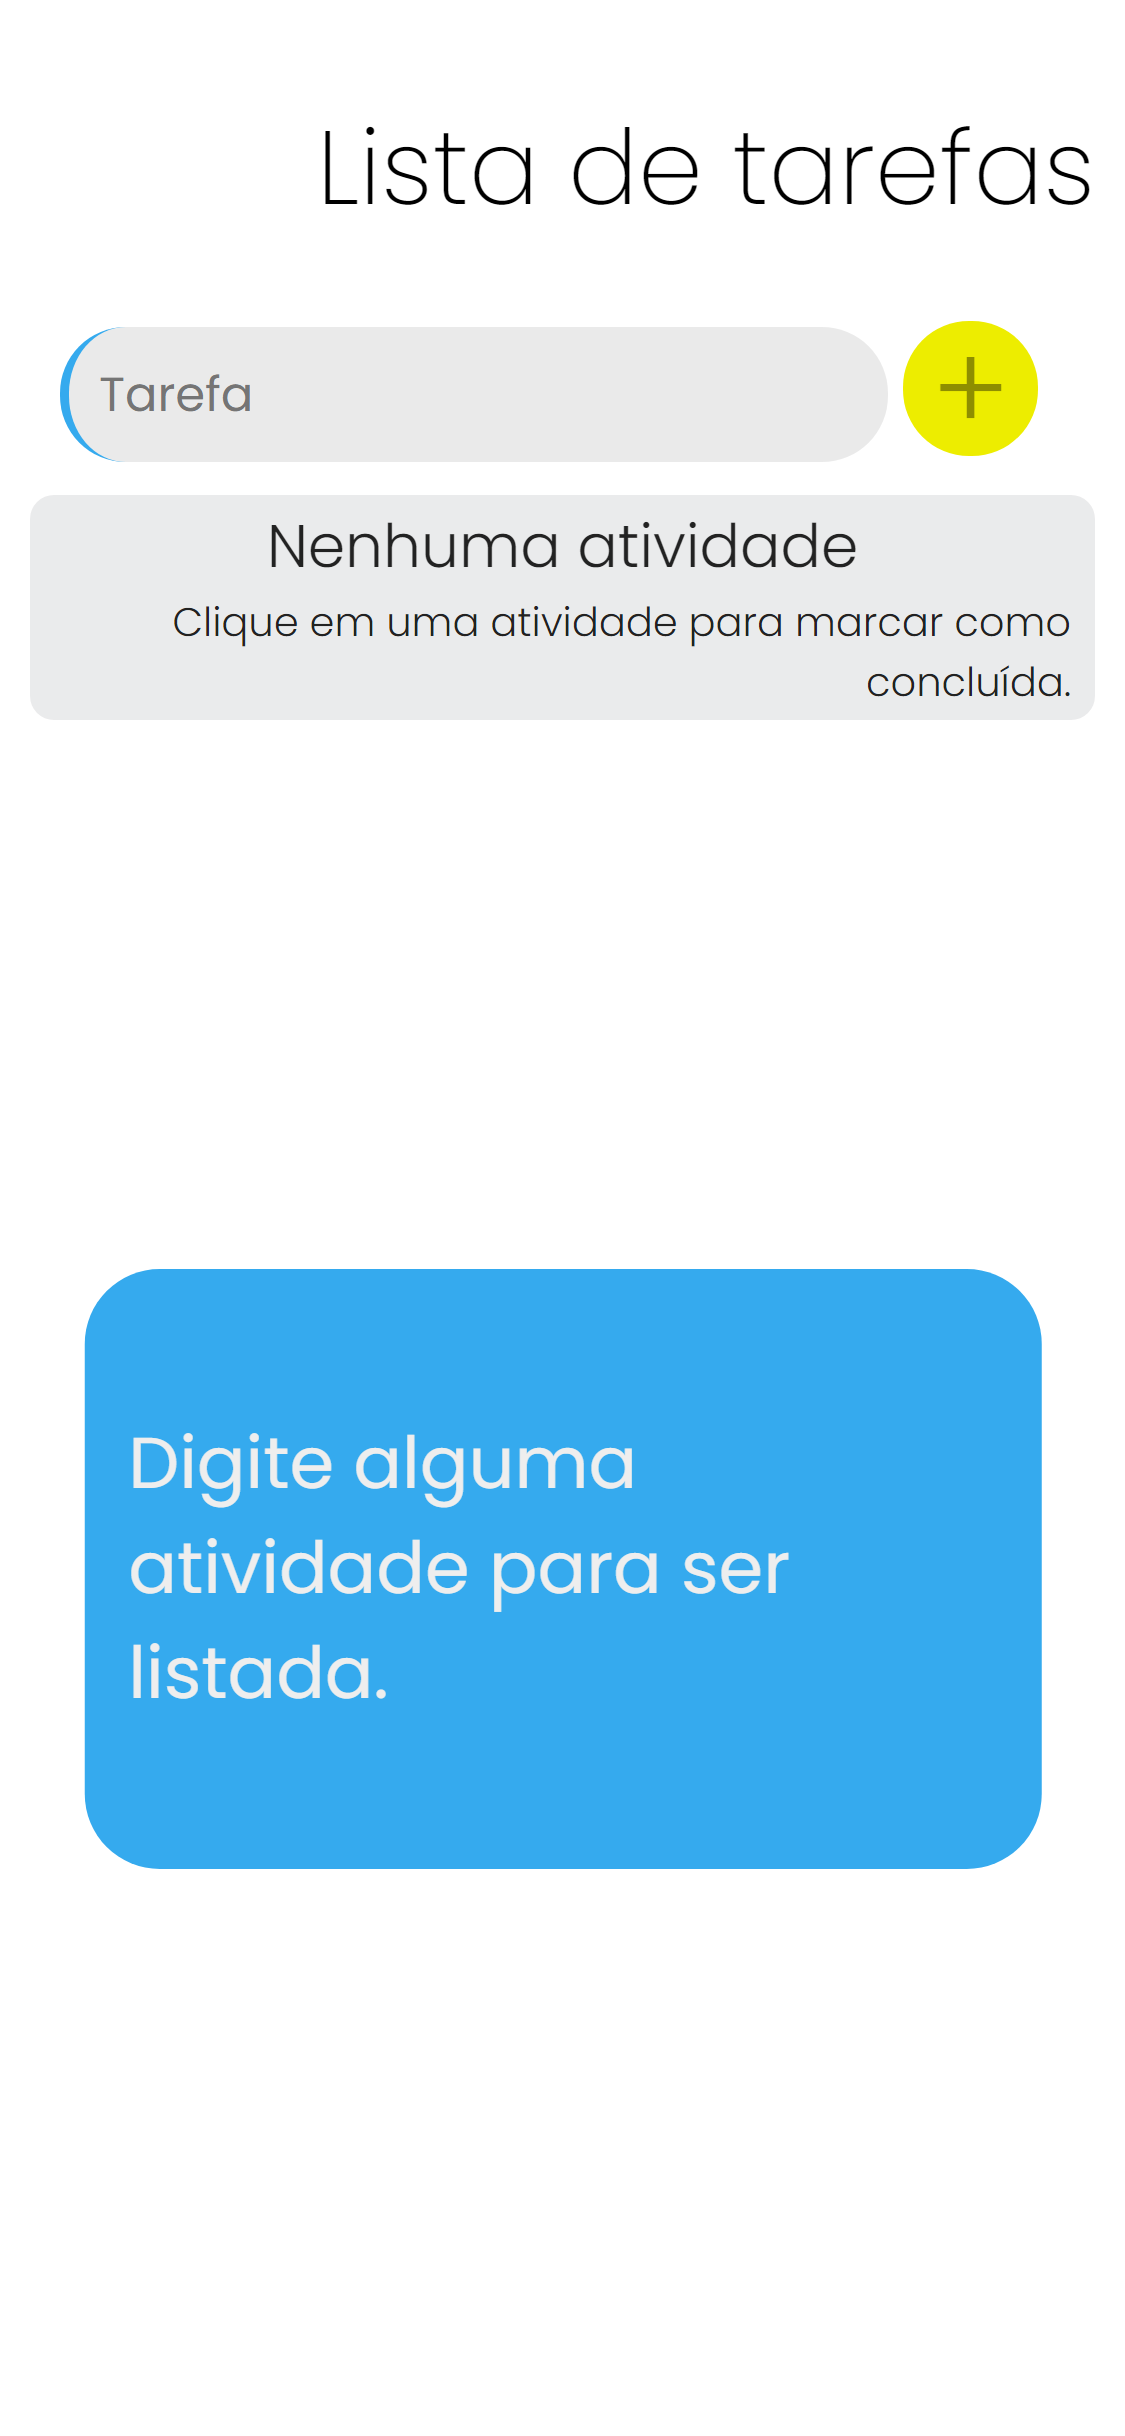 Lista de tarefas
Tarefa
+
Nenhuma atividade
Clique em uma atividade para marcar como
concluída.
Digite alguma
atividade para ser
listada.